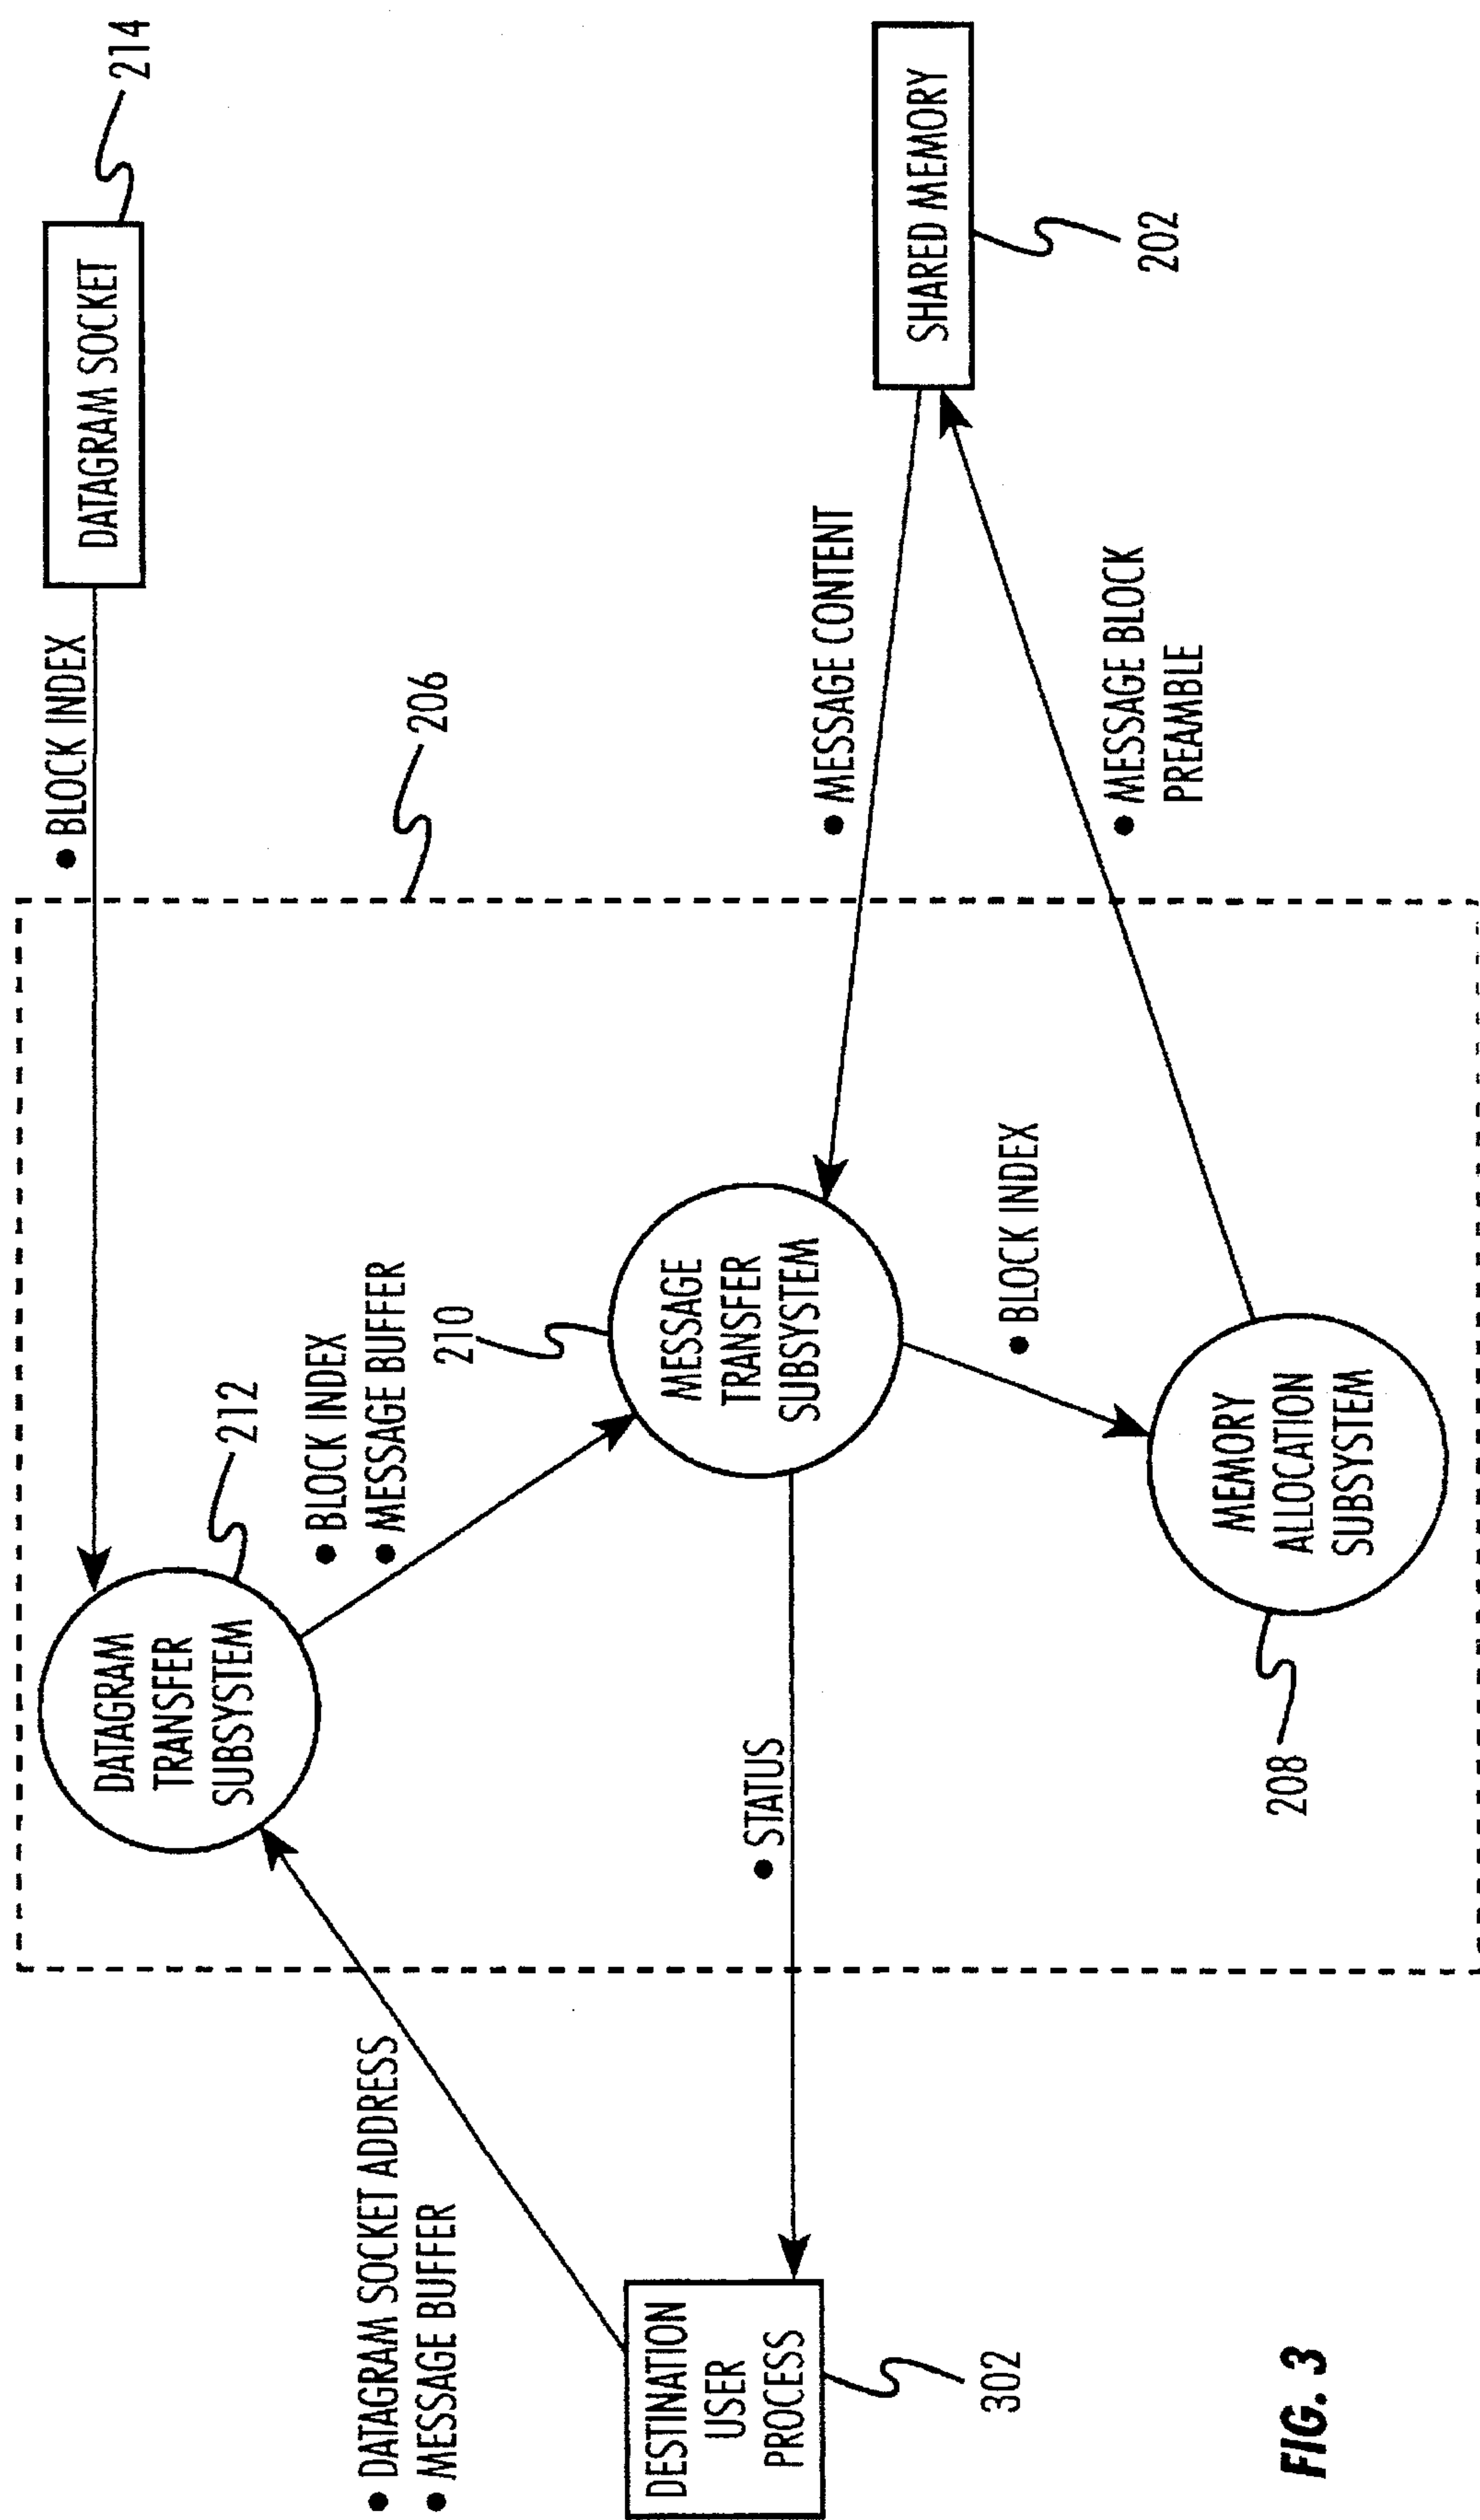 • DATAGRAM SOCKET ADDRESS
• MESSAGE BUFFER
DESTINATION
USER
PROCESS
302
DATAGRAM
TRANSFER
SUBSYSTEM
212
• BLOCK INDEX
• MESSAGE BUFFER
210
MESSAGE
TRANSFER
SUBSYSTEM
• STATUS
• BLOCK INDEX
MEMORY
ALLOCATION
SUBSYSTEM
208
• BLOCK INDEX
DATAGRAM SOCKET
214
206
• MESSAGE CONTENT
• MESSAGE BLOCK
PREAMBLE
SHARED MEMORY
202
FIG. 3